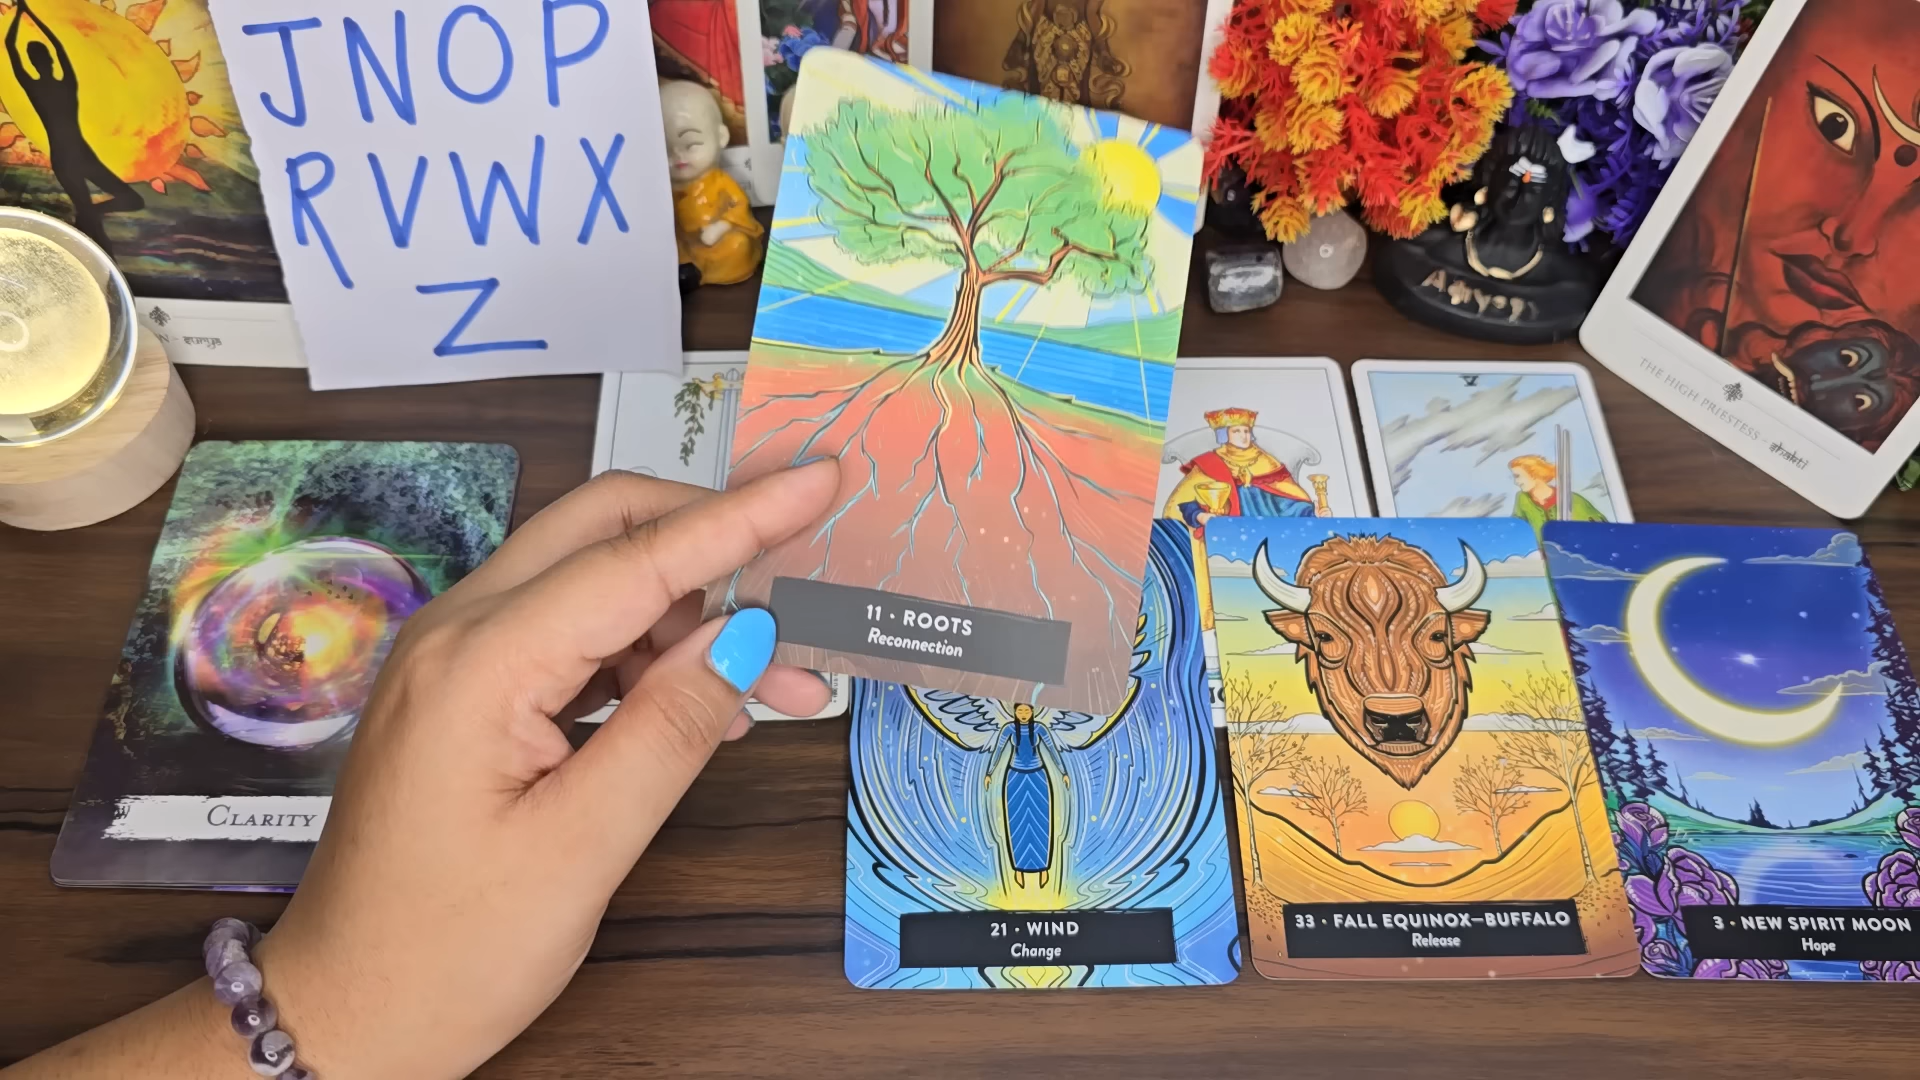 JNOP
RVWX
Z
V
THE HIGH PRIESTESS - shakti
CLARITY
11 · ROOTS
Reconnection
21 · WIND
Change
33 · FALL EQUINOX—BUFFALO
Release
3 · NEW SPIRIT MOON
Hope